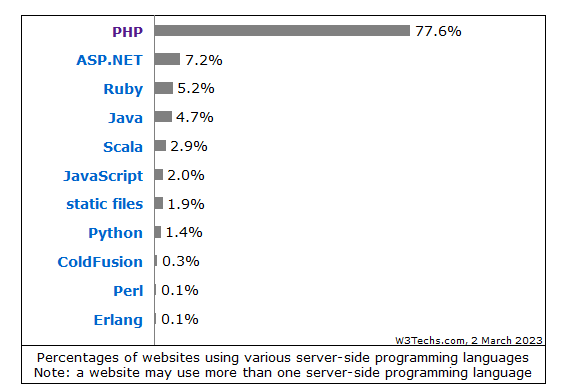 PHP 77.6%
ASP.NET 7.2%
Ruby 5.2%
Java 4.7%
Scala 2.9%
JavaScript 2.0%
static files 1.9%
Python 1.4%
ColdFusion 0.3%
Perl 0.1%
Erlang 0.1%
W3Techs.com, 2 March 2023
Percentages of websites using various server-side programming languages
Note: a website may use more than one server-side programming language